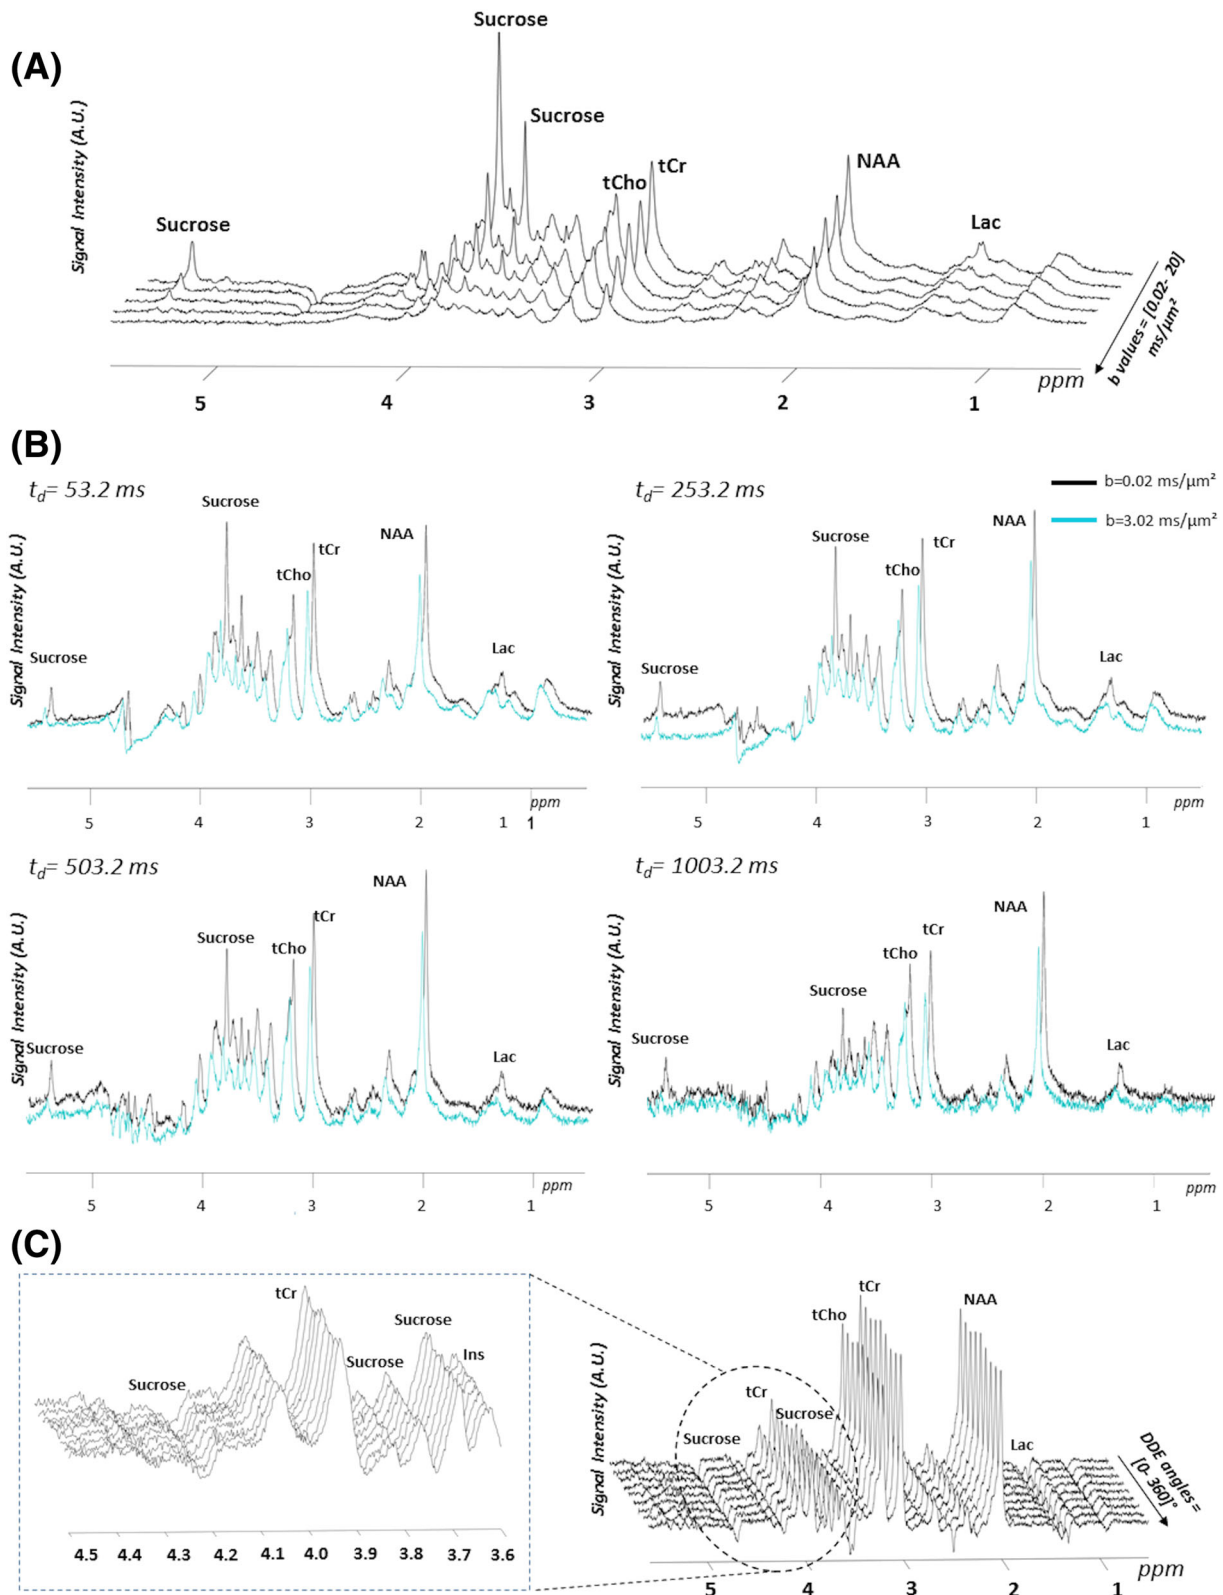 (A)
Sucrose
Sucrose
tCho
tCr
NAA
Sucrose
Lac
Signal Intensity (A.U.)
b values = [0.02- 20]
ms/µm²
ppm
5 4 3 2 1
(B)
t_d= 53.2 ms
Sucrose
NAA
tCr
tCho
Sucrose
Lac
Signal Intensity (A.U.)
ppm
5 4 3 2 1 1
t_d= 253.2 ms
b=0.02 ms/µm²
b=3.02 ms/µm²
NAA
tCr
Sucrose
tCho
Sucrose
Lac
Signal Intensity (A.U.)
ppm
5 4 3 2 1
t_d= 503.2 ms
NAA
tCr
Sucrose
tCho
Sucrose
Lac
Signal Intensity (A.U.)
ppm
5 4 3 2 1
t_d= 1003.2 ms
NAA
tCr
tCho
Sucrose
Sucrose
Lac
Signal Intensity (A.U.)
ppm
5 4 3 2 1
(C)
tCr
Sucrose
Ins
Sucrose
Sucrose
4.5 4.4 4.3 4.2 4.1 4.0 3.9 3.8 3.7 3.6
tCr
NAA
tCho
tCr
Sucrose
Sucrose
Lac
Signal Intensity (A.U.)
DDE angles =
[0- 360]°
ppm
5 4 3 2 1